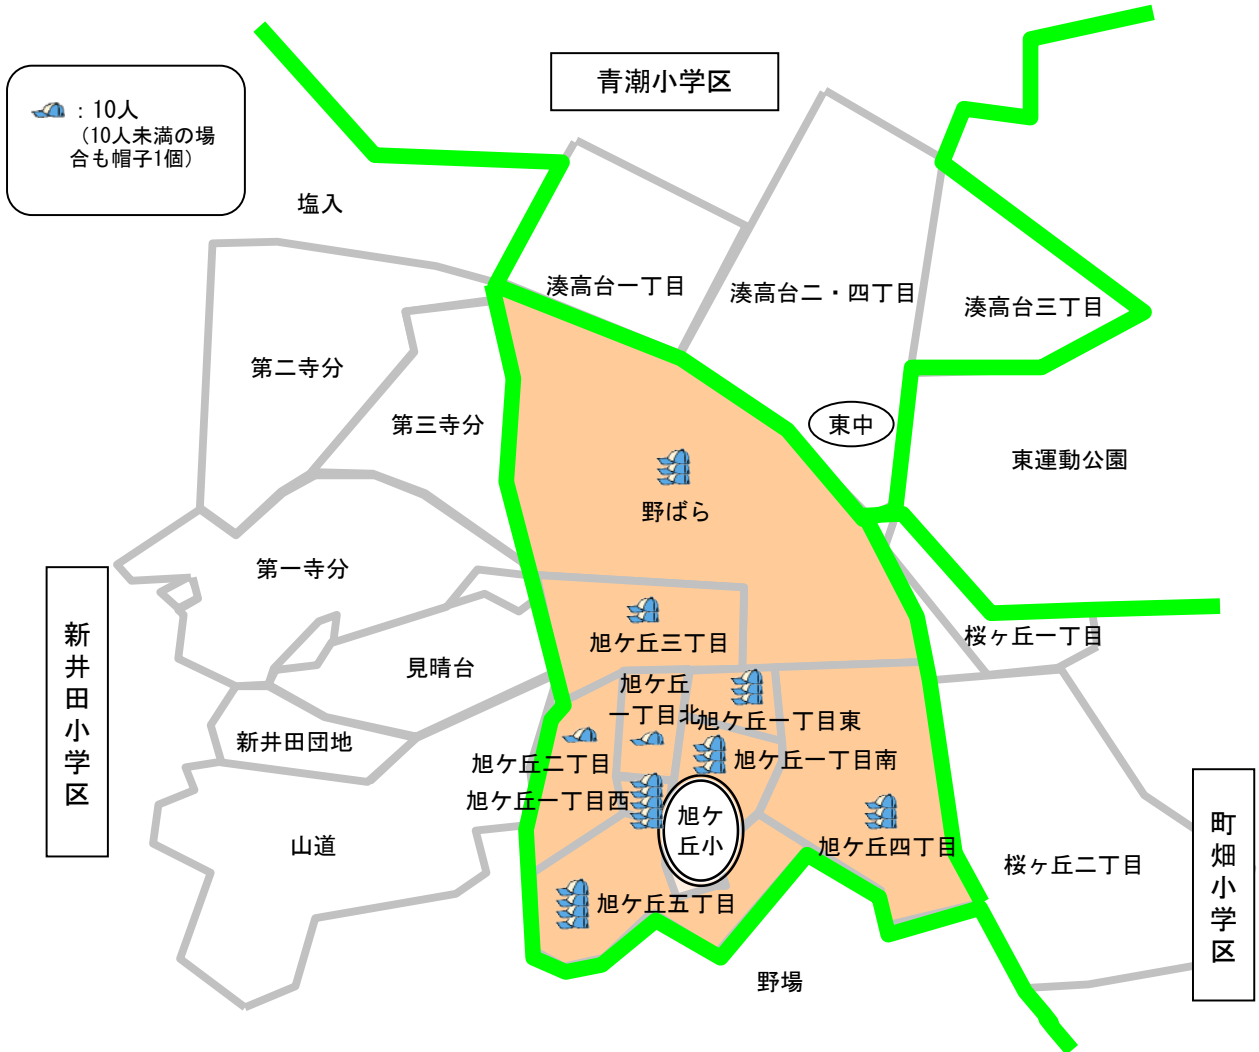 青潮小学区
：10人
（10人未満の場
合も帽子1個）
塩入
湊高台一丁目
湊高台二・四丁目
湊高台三丁目
第二寺分
第三寺分
東中
東運動公園
野ばら
第一寺分
新井田小学区
旭ケ丘三丁目
桜ヶ丘一丁目
見晴台
旭ケ丘
一丁目北
旭ケ丘一丁目東
新井田団地
旭ケ丘二丁目
旭ケ丘一丁目南
旭ケ丘一丁目西
旭ケ
丘小
山道
旭ケ丘四丁目
桜ヶ丘二丁目
町畑小学区
旭ケ丘五丁目
野場